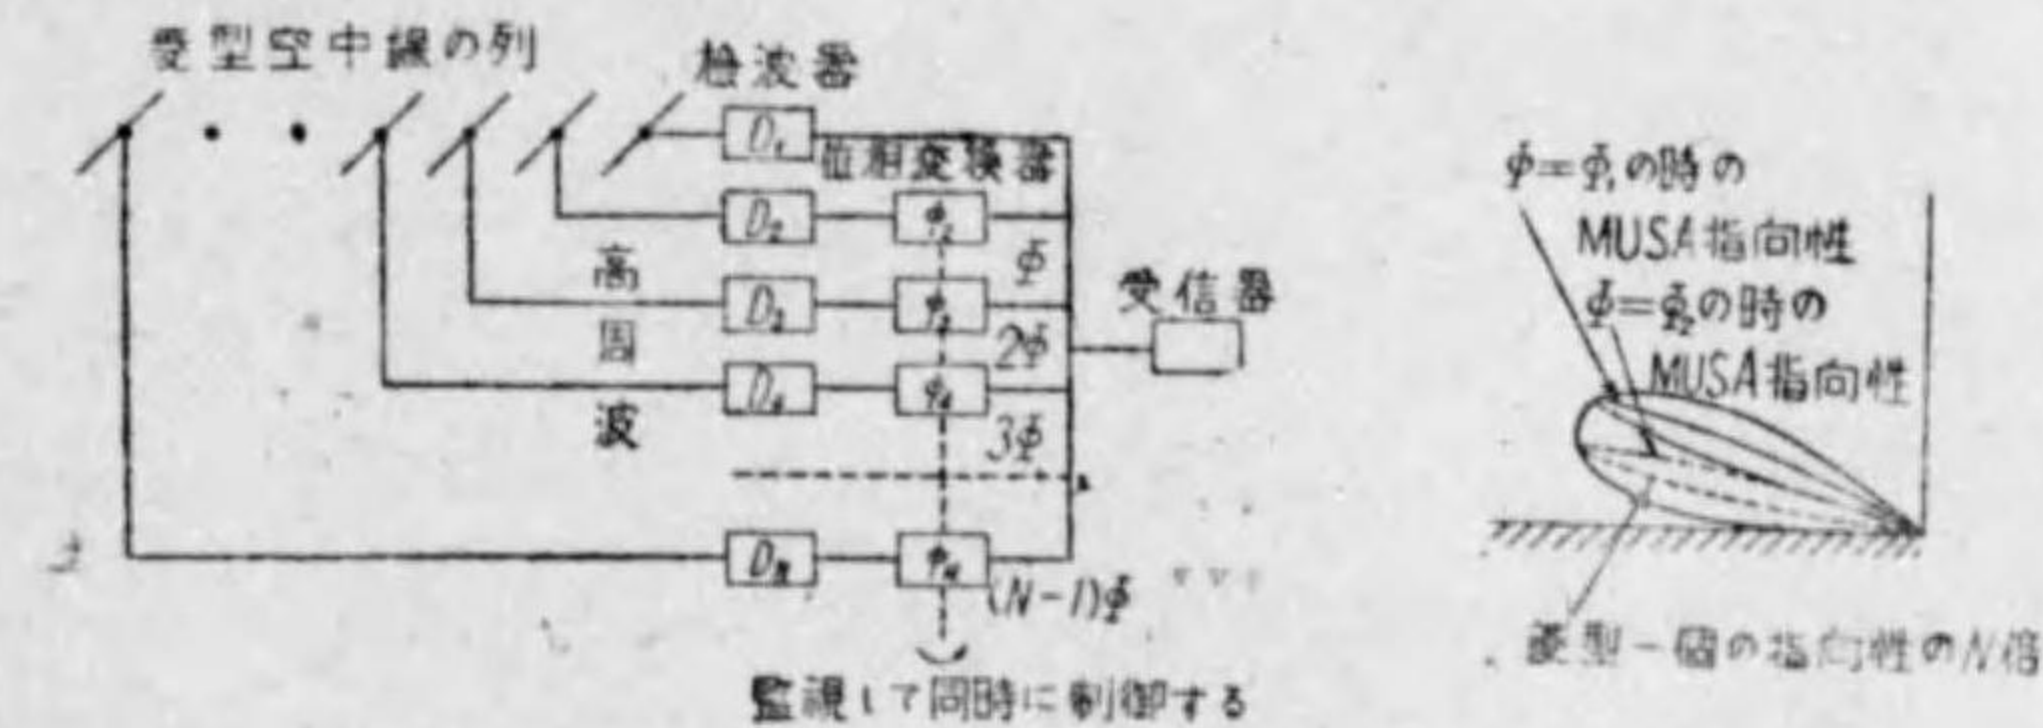 菱型空中線の列
検波器
D₁
位相変換器
D₂
φ₂
Φ
高周波
D₃
φ₃
2Φ
D₄
φ₄
3Φ
受信器
D_N
φ_N
(N-1)Φ
監視して同時に制御する
Φ=Φ₁の時の
MUSA指向性
Φ=Φ₂の時の
MUSA指向性
菱型一個の指向性のN倍